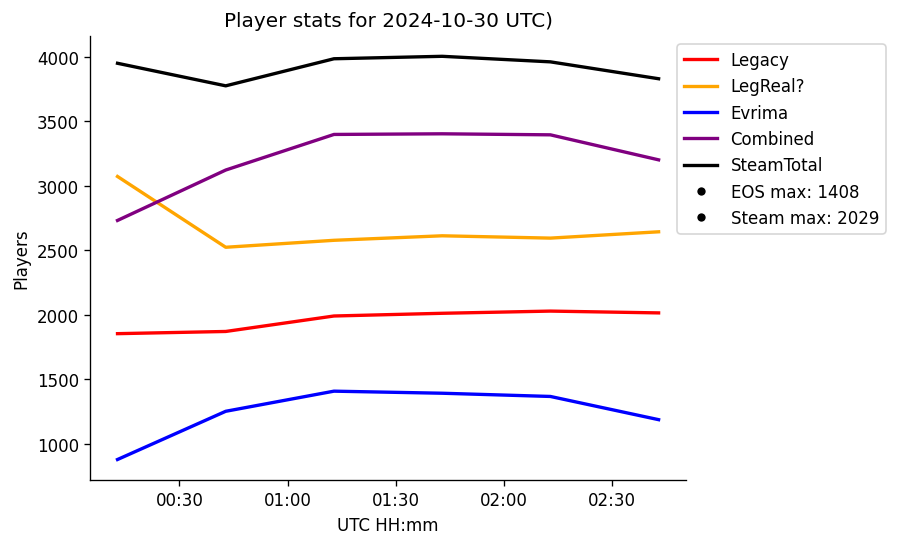 Player stats for 2024-10-30 UTC)
4000
3500
3000
2500
2000
1500
1000
Players
00:30
01:00
01:30
02:00
02:30
UTC HH:mm
Legacy
LegReal?
Evrima
Combined
SteamTotal
EOS max: 1408
Steam max: 2029